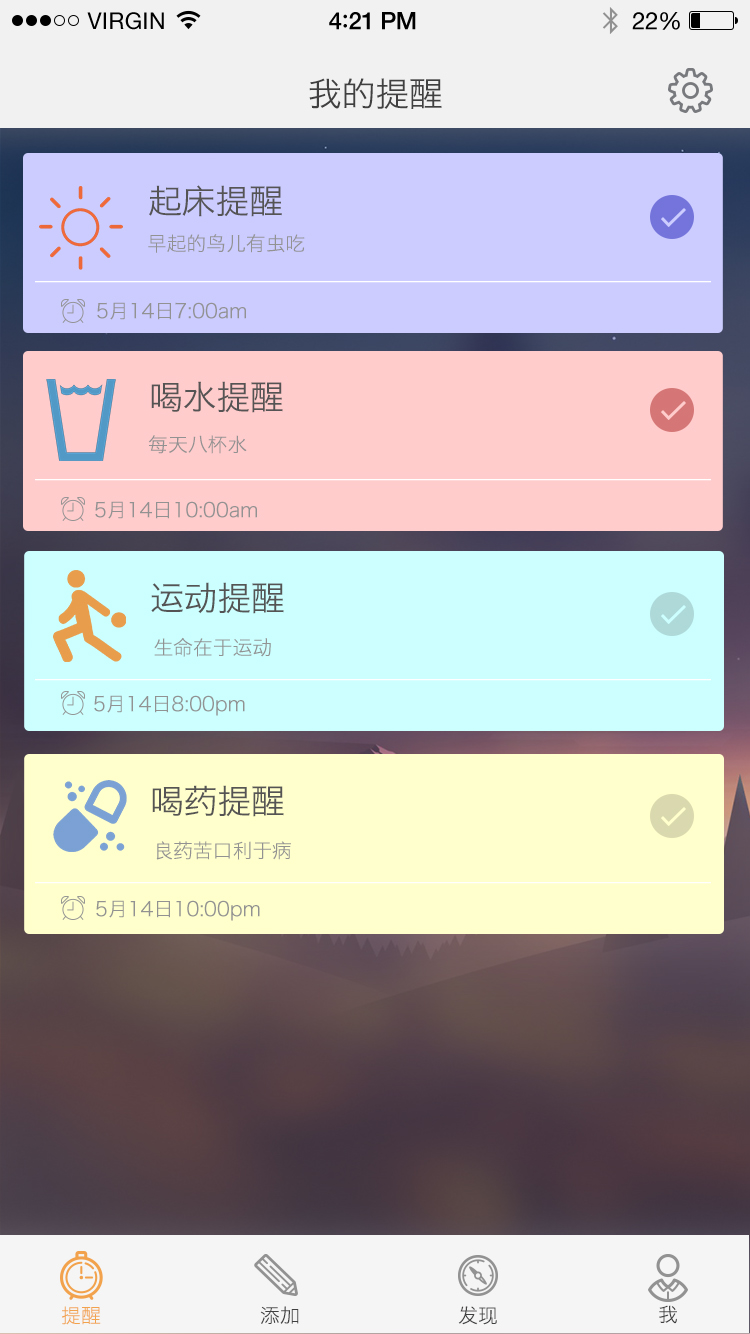 VIRGIN 4:21 PM 22%
我的提醒
起床提醒
早起的鸟儿有虫吃
5月14日7:00am
喝水提醒
每天八杯水
5月14日10:00am
运动提醒
生命在于运动
5月14日8:00pm
喝药提醒
良药苦口利于病
5月14日10:00pm
提醒 添加 发现 我